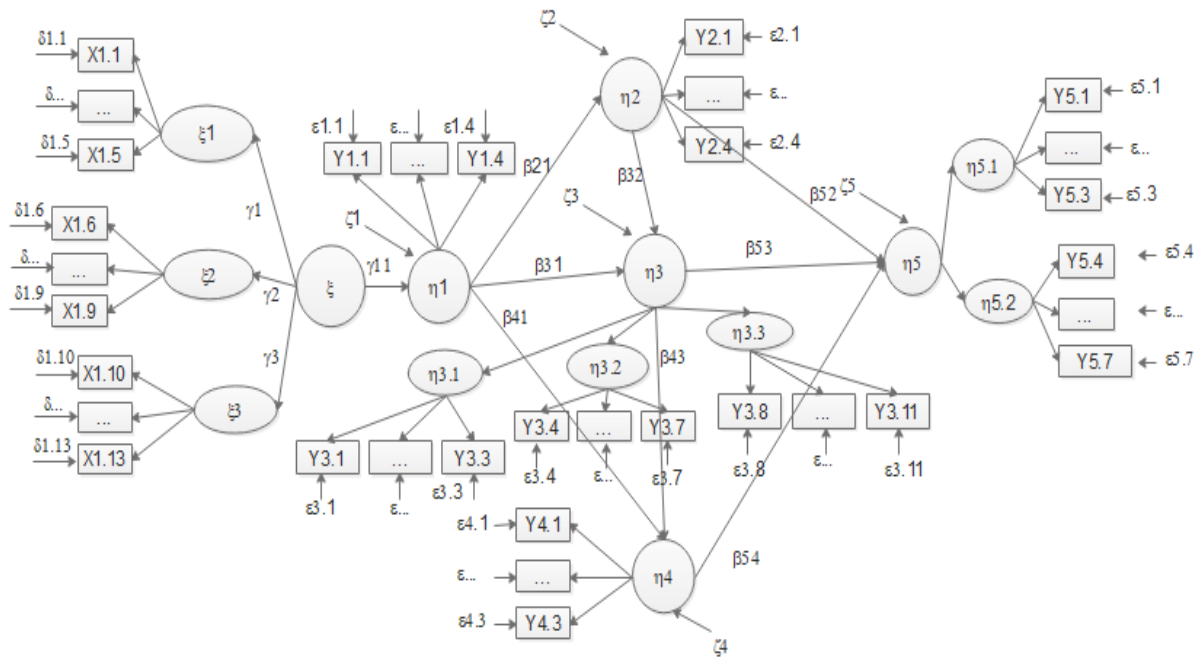 ζ2
δ1.1
X1.1
Y2.1
ε2.1
δ...
...
ξ1
η2
...
ε...
Y5.1
ε5.1
δ1.5
X1.5
ε1.1
ε...
ε1.4
Y2.4
ε2.4
...
ε...
Y1.1
...
Y1.4
β21
β32
η5.1
β52
ζ5
Y5.3
ε5.3
γ1
ζ1
ζ3
δ1.6
X1.6
δ...
...
ξ2
γ2
ξ
γ11
η1
β31
η3
β53
η5
Y5.4
ε5.4
δ1.9
X1.9
η5.2
...
ε...
β41
β43
η3.3
γ3
Y5.7
ε5.7
δ1.10
X1.10
η3.1
η3.2
δ...
...
ξ3
Y3.8
...
Y3.11
Y3.4
...
Y3.7
δ1.13
X1.13
Y3.1
...
Y3.3
ε3.4
ε...
ε3.7
ε3.8
ε...
ε3.11
ε3.1
ε...
ε3.3
ε4.1
Y4.1
ε...
...
η4
β54
ε4.3
Y4.3
ζ4